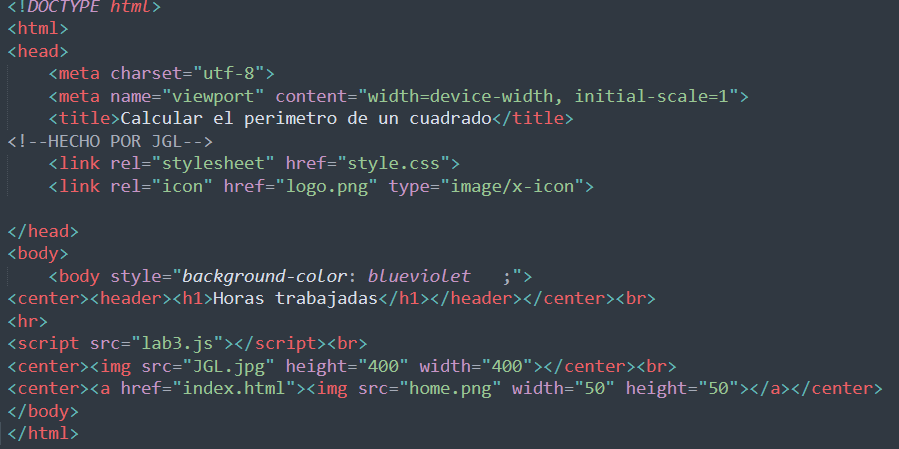 <!DOCTYPE html>
<html>
<head>
    <meta charset="utf-8">
    <meta name="viewport" content="width=device-width, initial-scale=1">
    <title>Calcular el perimetro de un cuadrado</title>
<!--HECHO POR JGL-->
    <link rel="stylesheet" href="style.css">
    <link rel="icon" href="logo.png" type="image/x-icon">

</head>
<body>
    <body style="background-color: blueviolet   ;">
<center><header><h1>Horas trabajadas</h1></header></center><br>
<hr>
<script src="lab3.js"></script><br>
<center><img src="JGL.jpg" height="400" width="400"></center><br>
<center><a href="index.html"><img src="home.png" width="50" height="50"></a></center>
</body>
</html>